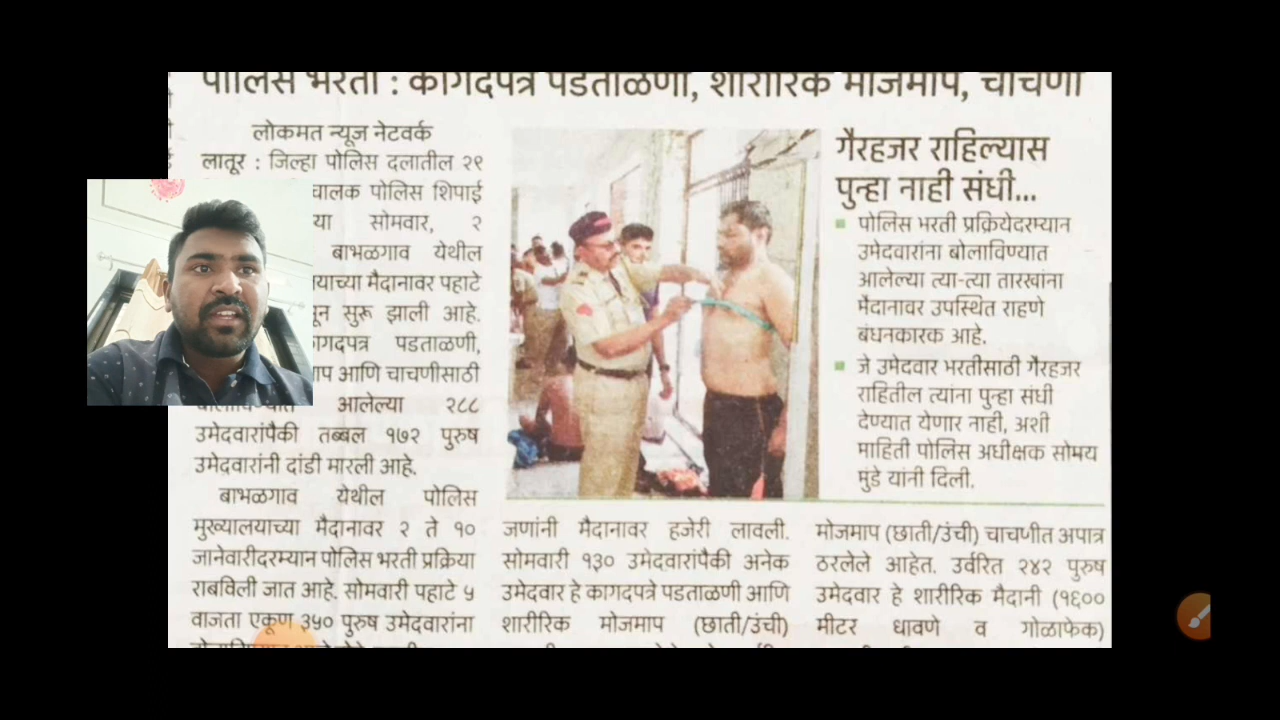 पोलिस भरती : कागदपत्र पडताळणी, शारीरिक मोजमाप, चाचणी
लोकमत न्यूज नेटवर्क
लातूर : जिल्हा पोलिस दलातील २९
चालक पोलिस शिपाई
या सोमवार, २
बाभळगाव येथील
याच्या मैदानावर पहाटे
सुरू झाली आहे.
कागदपत्र पडताळणी,
आणि चाचणीसाठी
आलेल्या २८८
उमेदवारांपैकी तब्बल १७२ पुरुष
उमेदवारांनी दांडी मारली आहे.
बाभळगाव येथील पोलिस
मुख्यालयाच्या मैदानावर २ ते १०
जानेवारीदरम्यान पोलिस भरती प्रक्रिया
राबविली जात आहे. सोमवारी पहाटे ५
वाजता एकूण ३५० पुरुष उमेदवारांना
गैरहजर राहिल्यास
पुन्हा नाही संधी...
पोलिस भरती प्रक्रियेदरम्यान
उमेदवारांना बोलाविण्यात
आलेल्या त्या-त्या तारखांना
मैदानावर उपस्थित राहणे
बंधनकारक आहे.
जे उमेदवार भरतीसाठी गैरहजर
राहितील त्यांना पुन्हा संधी
देण्यात येणार नाही, अशी
माहिती पोलिस अधीक्षक सोमय
मुंडे यांनी दिली.
जणांनी मैदानावर हजेरी लावली.
सोमवारी १३० उमेदवारांपैकी अनेक
उमेदवार हे कागदपत्रे पडताळणी आणि
शारीरिक मोजमाप (छाती/उंची)
मोजमाप (छाती/उंची) चाचणीत अपात्र
ठरलेले आहेत. उर्वरित २४२ पुरुष
उमेदवार हे शारीरिक मैदानी (१६००
मीटर धावणे व गोळाफेक)